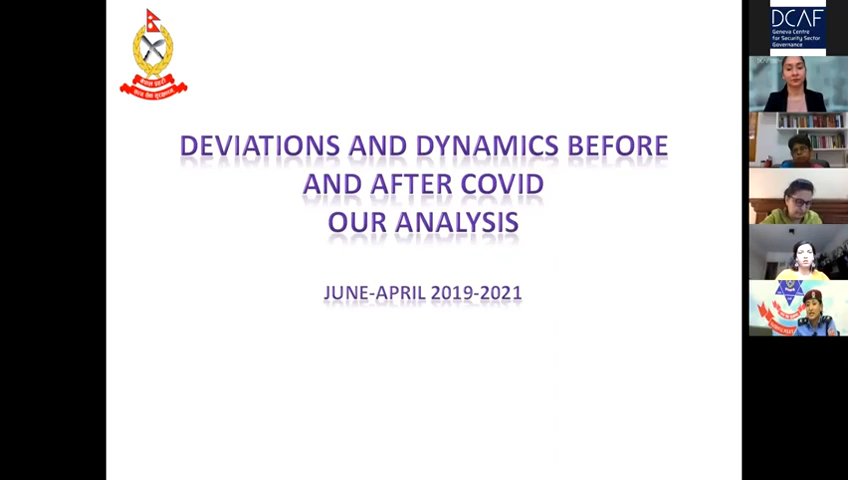 DEVIATIONS AND DYNAMICS BEFORE
AND AFTER COVID
OUR ANALYSIS
JUNE-APRIL 2019-2021
DCAF
Geneva Centre
for Security Sector
Governance